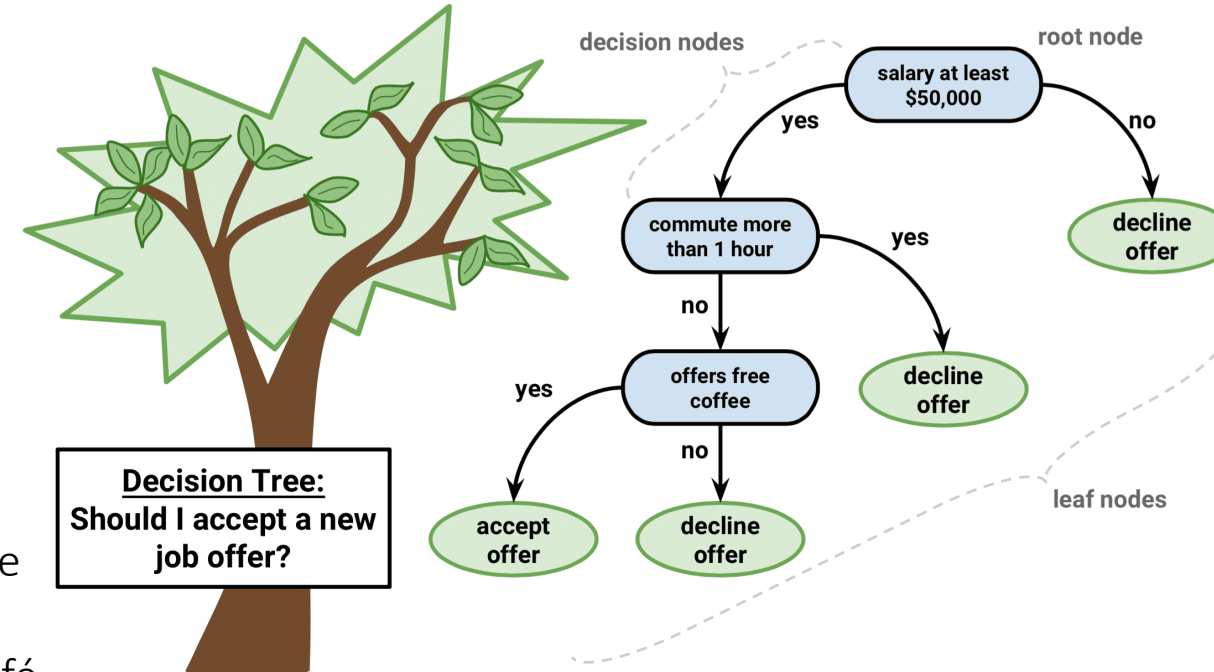 decision nodes
root node
salary at least
$50,000
yes
no
commute more
than 1 hour
decline
offer
yes
no
offers free
coffee
decline
offer
yes
no
accept
offer
decline
offer
leaf nodes
Decision Tree:
Should I accept a new
job offer?
e
fé